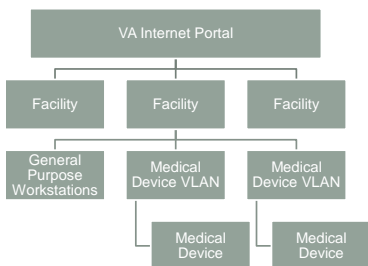 VA Internet Portal
Facility
Facility
Facility
General
Purpose
Workstations
Medical
Device VLAN
Medical
Device VLAN
Medical
Device
Medical
Device